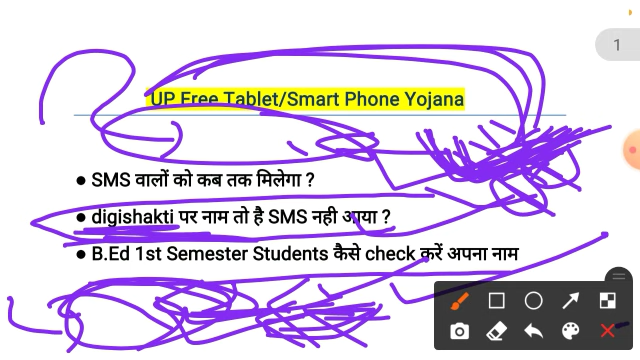 1
UP Free Tablet/Smart Phone Yojana
● SMS वालों को कब तक मिलेगा ?
● digishakti पर नाम तो है SMS नही आया ?
● B.Ed 1st Semester Students कैसे check करें अपना नाम